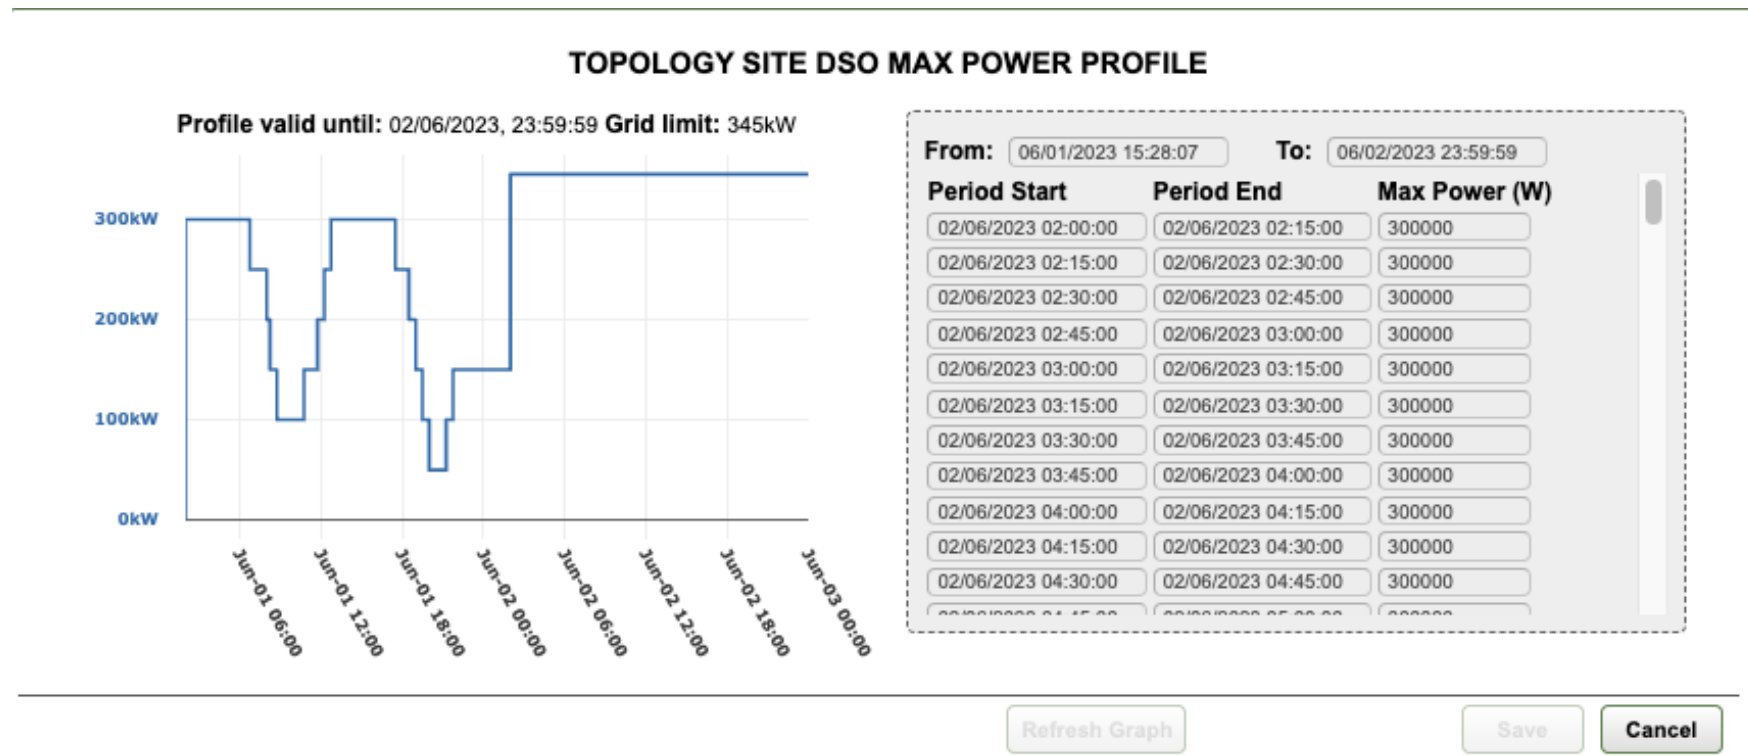 TOPOLOGY SITE DSO MAX POWER PROFILE
Profile valid until: 02/06/2023, 23:59:59 Grid limit: 345kW
300kW
200kW
100kW
0kW
Jun-01 06:00
Jun-01 12:00
Jun-01 18:00
Jun-02 00:00
Jun-02 06:00
Jun-02 12:00
Jun-02 18:00
Jun-03 00:00
From: 06/01/2023 15:28:07 To: 06/02/2023 23:59:59
Period Start Period End Max Power (W)
02/06/2023 02:00:00 02/06/2023 02:15:00 300000
02/06/2023 02:15:00 02/06/2023 02:30:00 300000
02/06/2023 02:30:00 02/06/2023 02:45:00 300000
02/06/2023 02:45:00 02/06/2023 03:00:00 300000
02/06/2023 03:00:00 02/06/2023 03:15:00 300000
02/06/2023 03:15:00 02/06/2023 03:30:00 300000
02/06/2023 03:30:00 02/06/2023 03:45:00 300000
02/06/2023 03:45:00 02/06/2023 04:00:00 300000
02/06/2023 04:00:00 02/06/2023 04:15:00 300000
02/06/2023 04:15:00 02/06/2023 04:30:00 300000
02/06/2023 04:30:00 02/06/2023 04:45:00 300000
Refresh Graph Save Cancel